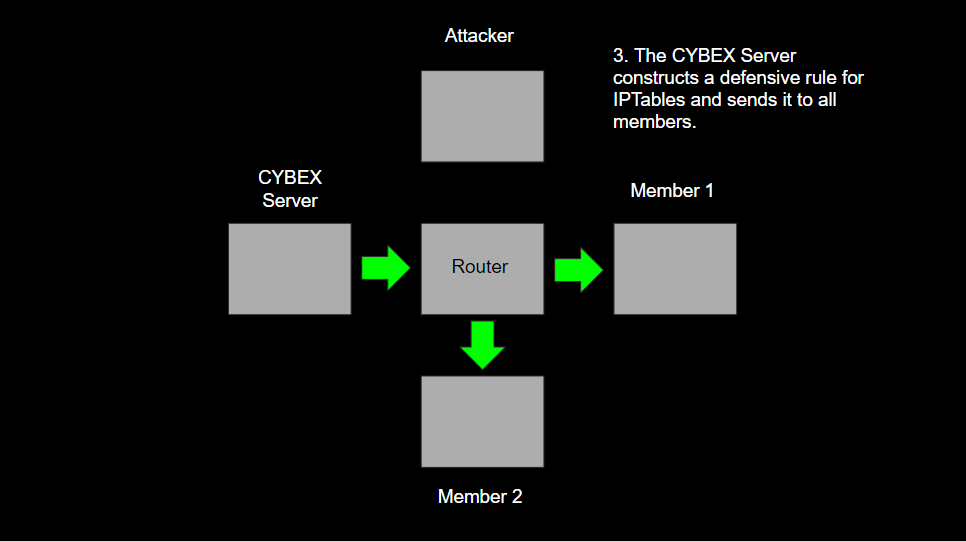 Attacker
3. The CYBEX Server
constructs a defensive rule for
IPTables and sends it to all
members.
CYBEX
Server
Member 1
Router
Member 2